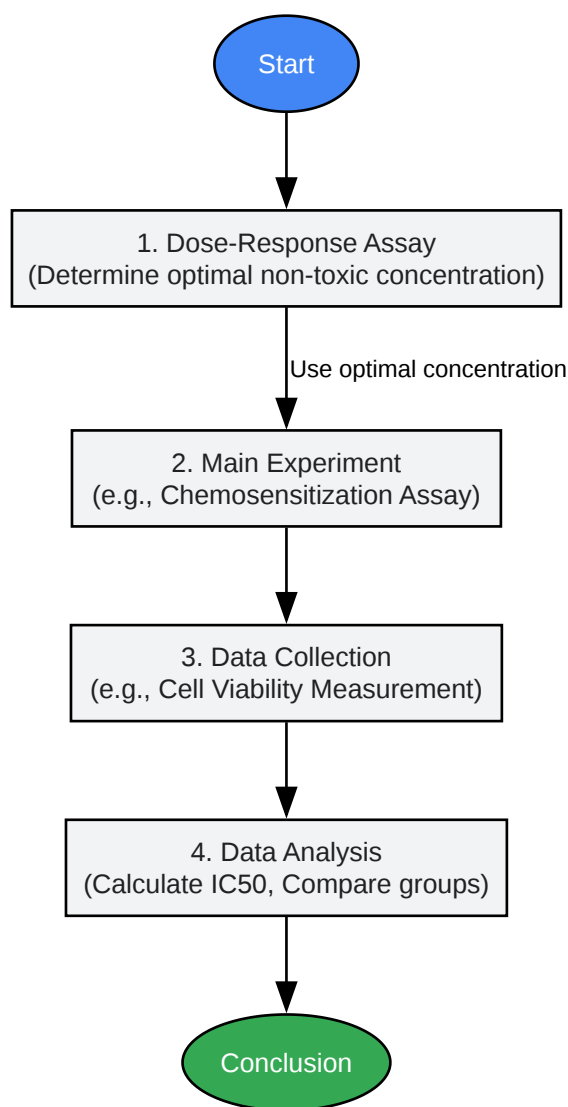 Start
1. Dose-Response Assay
(Determine optimal non-toxic concentration)
Use optimal concentration
2. Main Experiment
(e.g., Chemosensitization Assay)
3. Data Collection
(e.g., Cell Viability Measurement)
4. Data Analysis
(Calculate IC50, Compare groups)
Conclusion